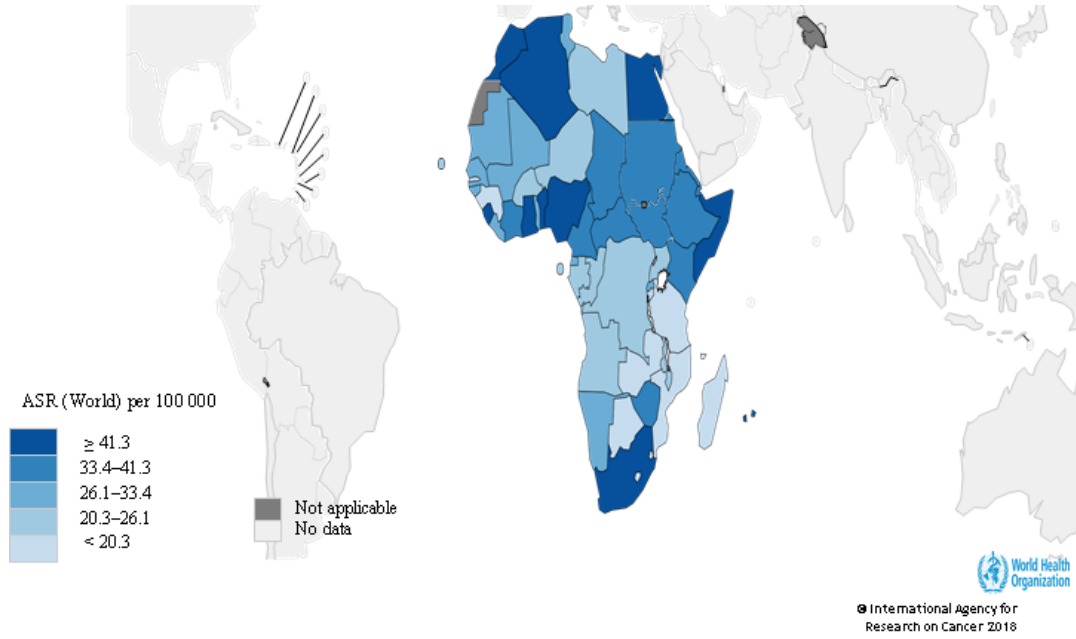 ASR (World) per 100 000
≥ 41.3
33.4–41.3
26.1–33.4
20.3–26.1
< 20.3
Not applicable
No data
World Health
Organization
© International Agency for
Research on Cancer 2018